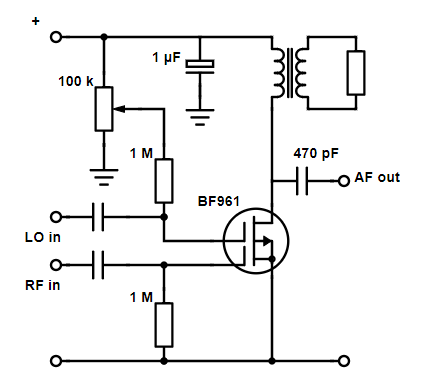 +
1 µF
100 k
1 M
470 pF
AF out
BF961
LO in
RF in
1 M